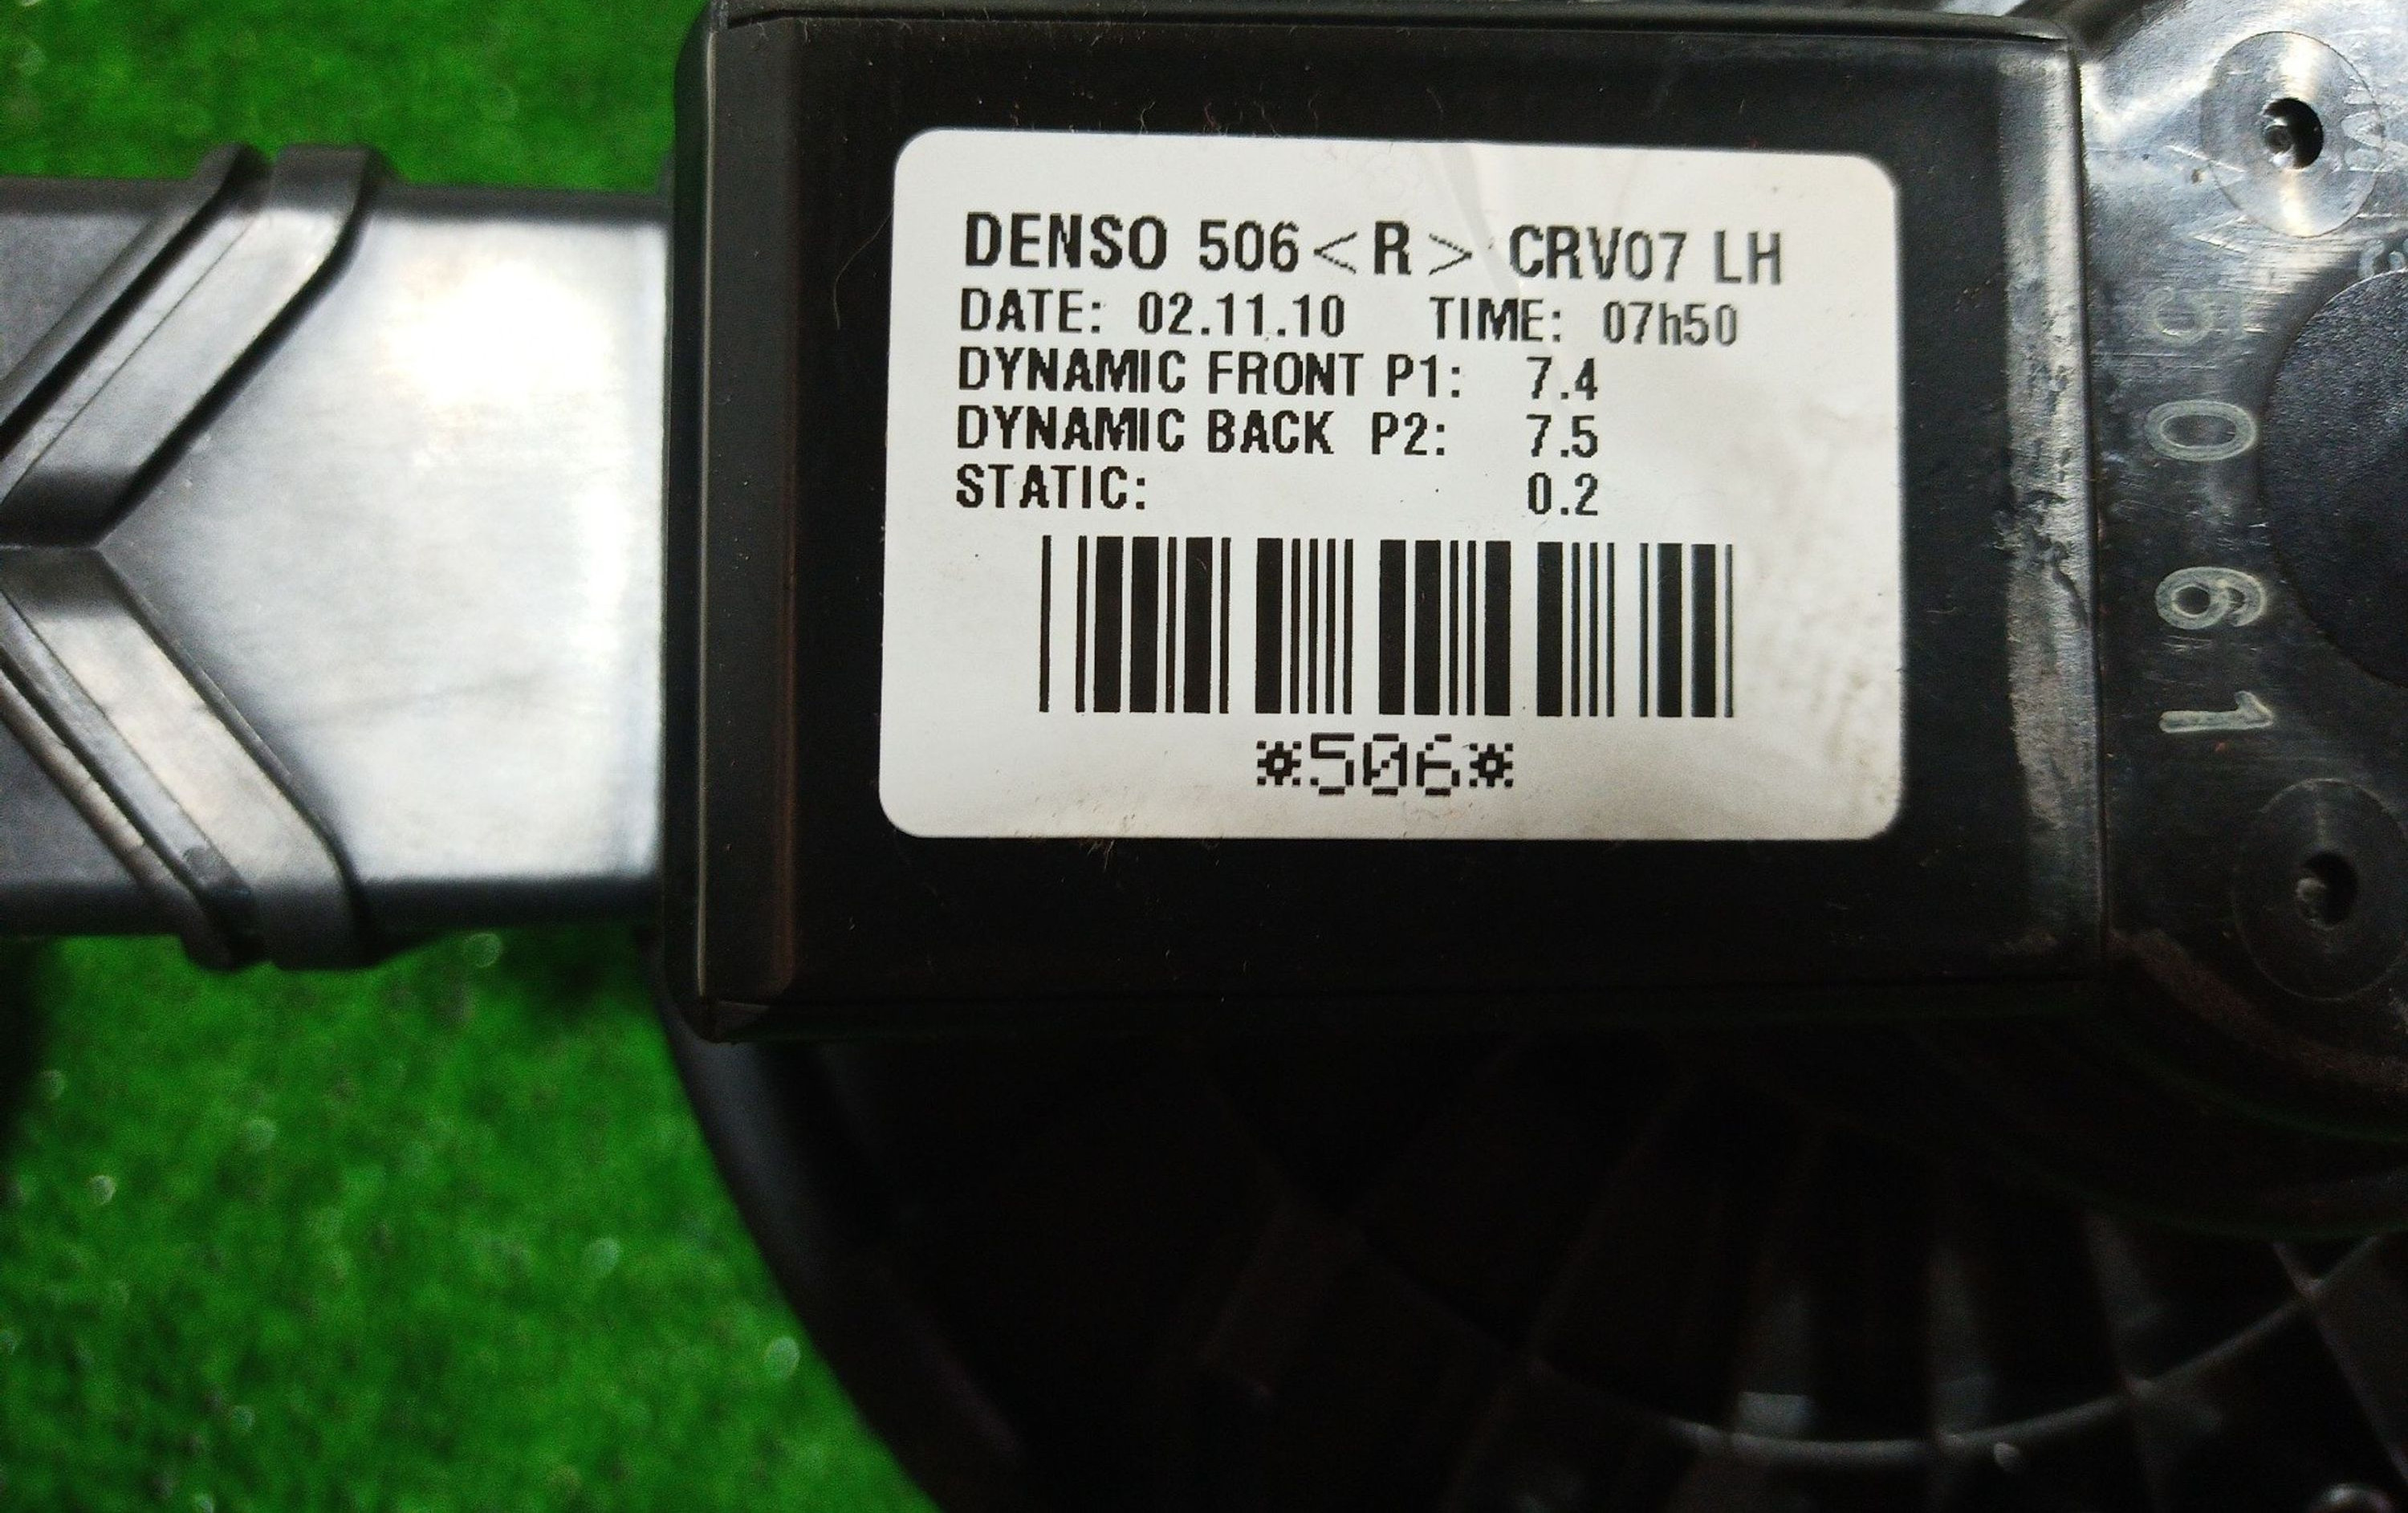 DENSO 506<R> CRV07 LH
DATE: 02.11.10 TIME: 07h50
DYNAMIC FRONT P1: 7.4
DYNAMIC BACK P2: 7.5
STATIC: 0.2
*506*
5061